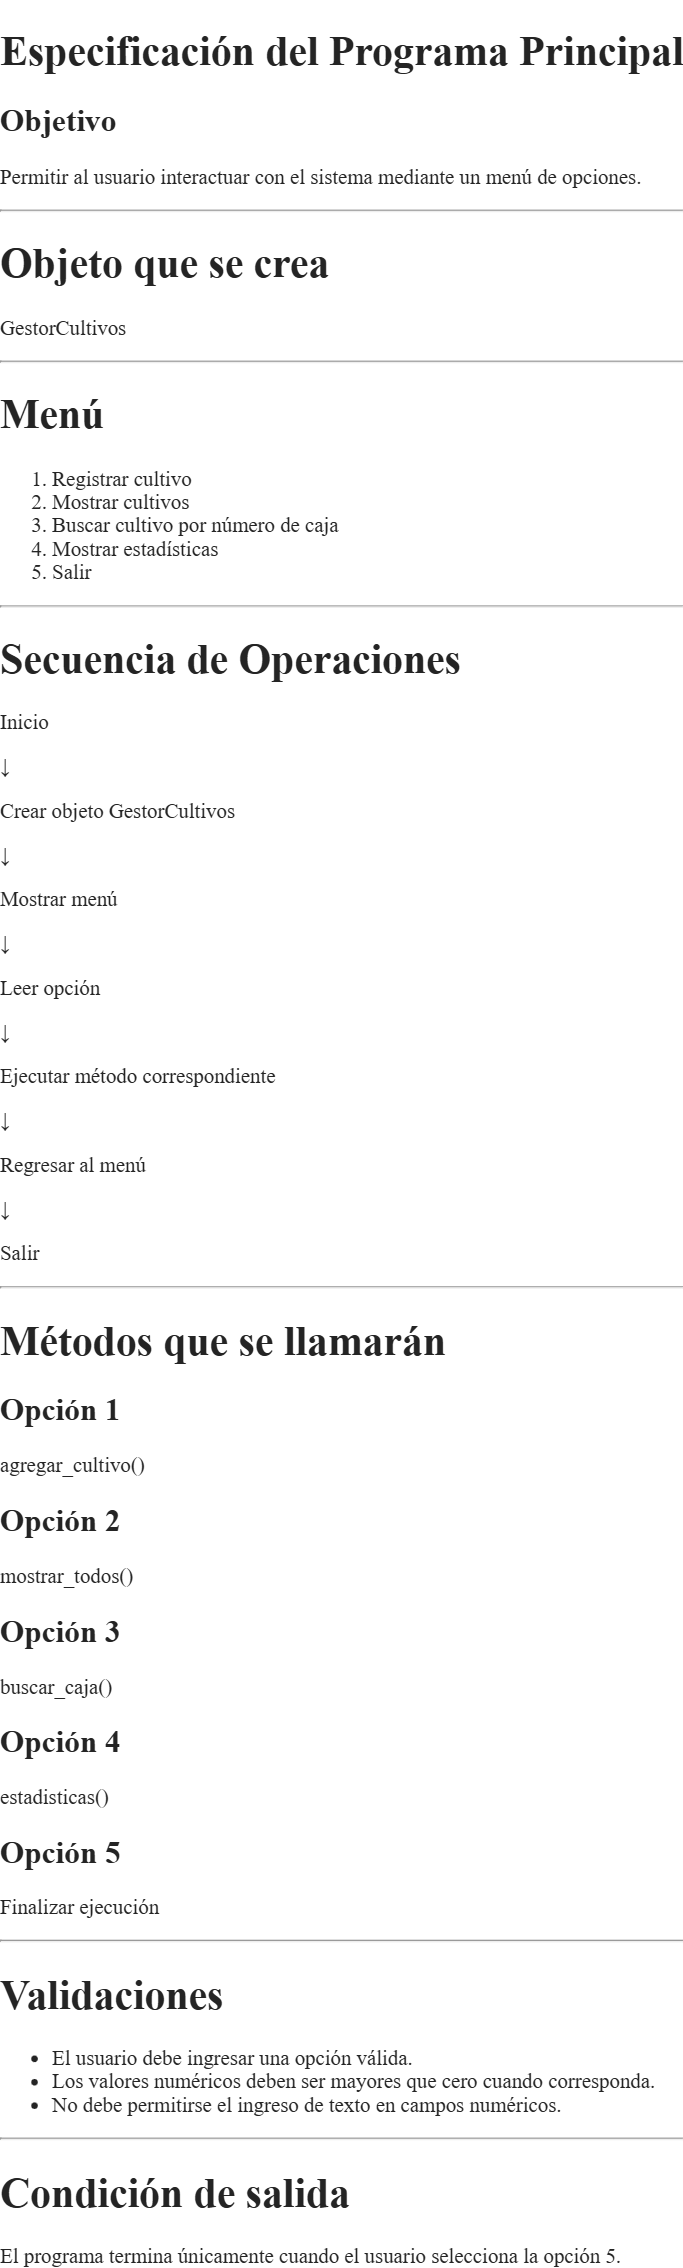 Especificación del Programa Principal
Objetivo
Permitir al usuario interactuar con el sistema mediante un menú de opciones.
Objeto que se crea
GestorCultivos
Menú
1. Registrar cultivo
2. Mostrar cultivos
3. Buscar cultivo por número de caja
4. Mostrar estadísticas
5. Salir
Secuencia de Operaciones
Inicio
↓
Crear objeto GestorCultivos
↓
Mostrar menú
↓
Leer opción
↓
Ejecutar método correspondiente
↓
Regresar al menú
↓
Salir
Métodos que se llamarán
Opción 1
agregar_cultivo()
Opción 2
mostrar_todos()
Opción 3
buscar_caja()
Opción 4
estadisticas()
Opción 5
Finalizar ejecución
Validaciones
• El usuario debe ingresar una opción válida.
• Los valores numéricos deben ser mayores que cero cuando corresponda.
• No debe permitirse el ingreso de texto en campos numéricos.
Condición de salida
El programa termina únicamente cuando el usuario selecciona la opción 5.